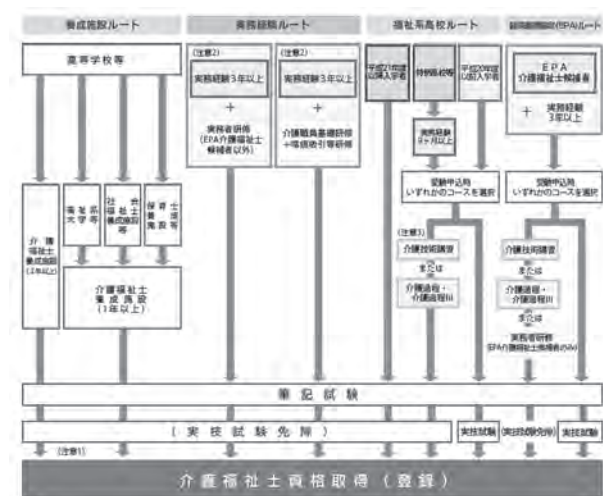 養成施設ルート
実務経験ルート
福祉系高校ルート
経済連携協定(EPA)ルート
高等学校等
(注意2)
実務経験3年以上
+
実務者研修
(EPA介護福祉士
候補者以外)
(注意2)
実務経験3年以上
+
介護職員基礎研修
+喀痰吸引等研修
平成21年度
以降入学者
特例高校等
実務経験
9ヶ月以上
平成20年度
以前入学者
EPA
介護福祉士候補者
+
実務経験
3年以上
受験申込時
いずれかのコースを選択
受験申込時
いずれかのコースを選択
介護
福祉士
養成施設
(2年以上)
福祉系
大学等
社会
福祉士
養成施設
等
保育士
養成
施設等
介護福祉士
養成施設
(1年以上)
(注意3)
介護技術講習
または
介護過程・
介護過程III
介護技術講習
または
介護過程・
介護過程III
または
実務者研修
(EPA介護福祉士候補者のみ)
筆記試験
(実技試験免除)
実技試験
(実技試験免除)
実技試験
(注意1)
介護福祉士資格取得(登録)